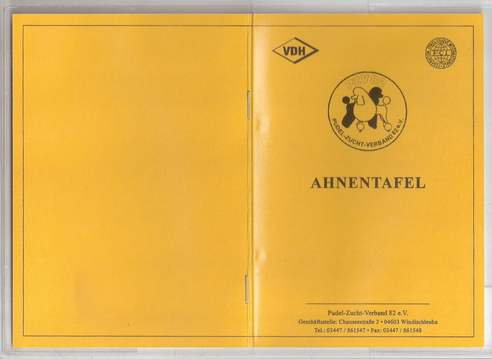 VDH
F.C.I.
PUDEL-ZUCHT-VERBAND 82 e.V.
AHNENTAFEL
Pudel-Zucht-Verband 82 e.V.
Geschäftsstelle: Chausseestraße 2 • 04603 Windischleuba
Tel.: 03447 / 861547 • Fax: 03447 / 861548